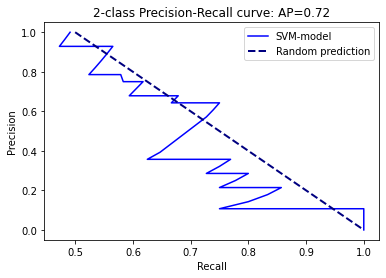 2-class Precision-Recall curve: AP=0.72
SVM-model
Random prediction
Precision
1.0
0.8
0.6
0.4
0.2
0.0
0.5
0.6
0.7
0.8
0.9
1.0
Recall